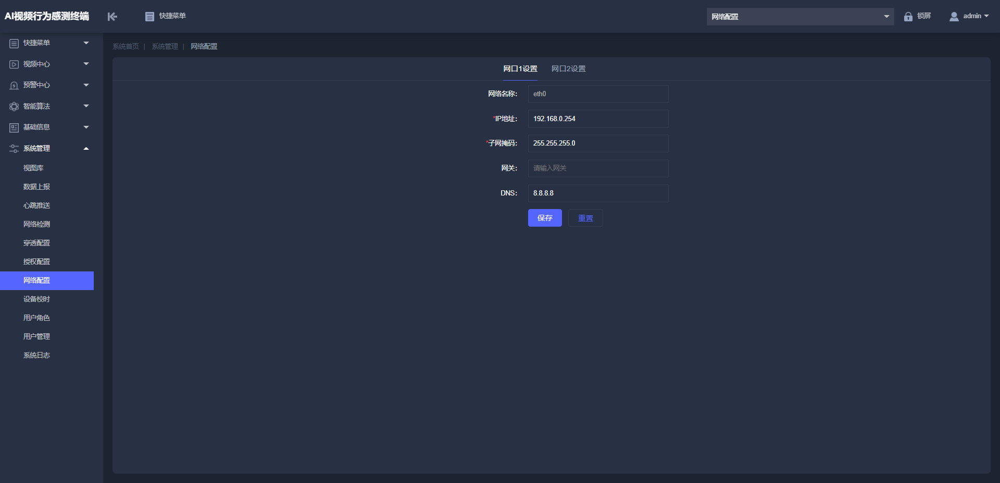 AI视频行为感测终端
快捷菜单
网络配置
锁屏
admin
快捷菜单
视频中心
预警中心
智能算法
基础信息
系统管理
视图库
数据上报
心跳推送
网络检测
穿透配置
授权配置
网络配置
设备校时
用户角色
用户管理
系统日志
系统首页 | 系统管理 | 网络配置
网口1设置 网口2设置
网络名称: eth0
*IP地址: 192.168.0.254
*子网掩码: 255.255.255.0
网关: 请输入网关
DNS: 8.8.8.8
保存 重置